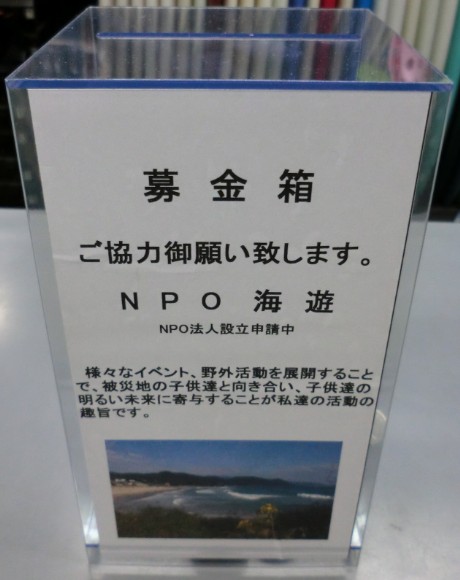 募金箱
ご協力御願い致します。
NPO 海遊
NPO法人設立申請中
様々なイベント、野外活動を展開すること
で、被災地の子供達と向き合い、子供達の
明るい未来に寄与することが私達の活動の
趣旨です。